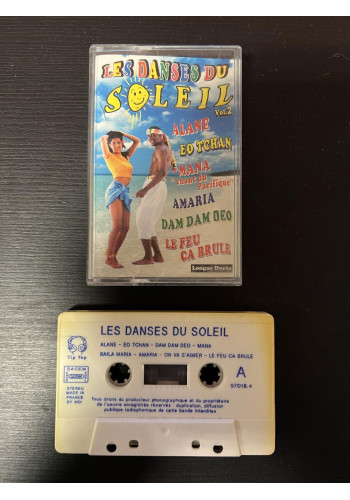 LES DANSES DU
SOLEIL
Vol.2
ALANE
EO TCHAN
MANA
"chant du
Pacifique"
AMARIA
DAM DAM DEO
LE FEU
CA BRULE
Longue Durée
LES DANSES DU SOLEIL
ALANE - EO TCHAN - DAM DAM DEO - MANA
BAILA MARIA - AMARIA - ON VA S'AIMER - LE FEU CA BRULE
Tip Top
SACEM
STEREO
MADE IN
FRANCE
A
97018.4
Tous droits du producteur phonographique et du propriétaire
de l'oeuvre enregistrée réservés : duplication, diffusion
publique radiophonique de cette bande interdites